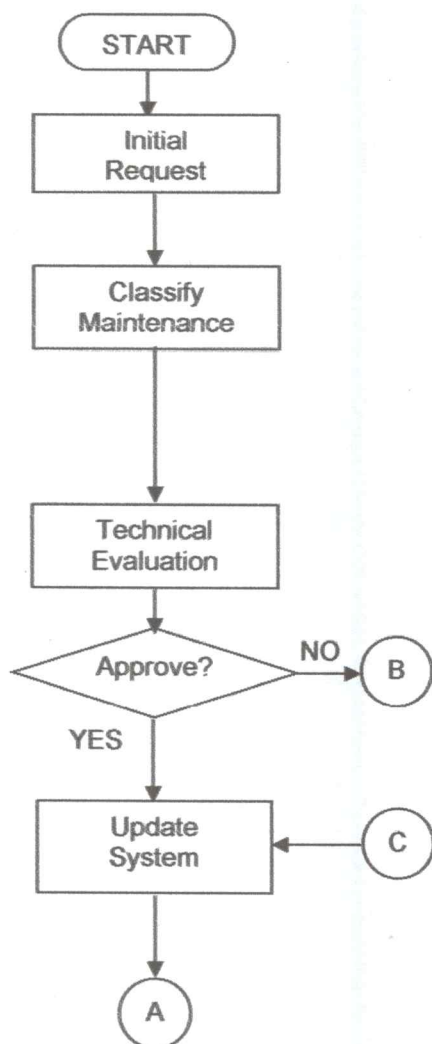 START
Initial
Request
Classify
Maintenance
Technical
Evaluation
Approve?
NO
B
YES
Update
System
C
A